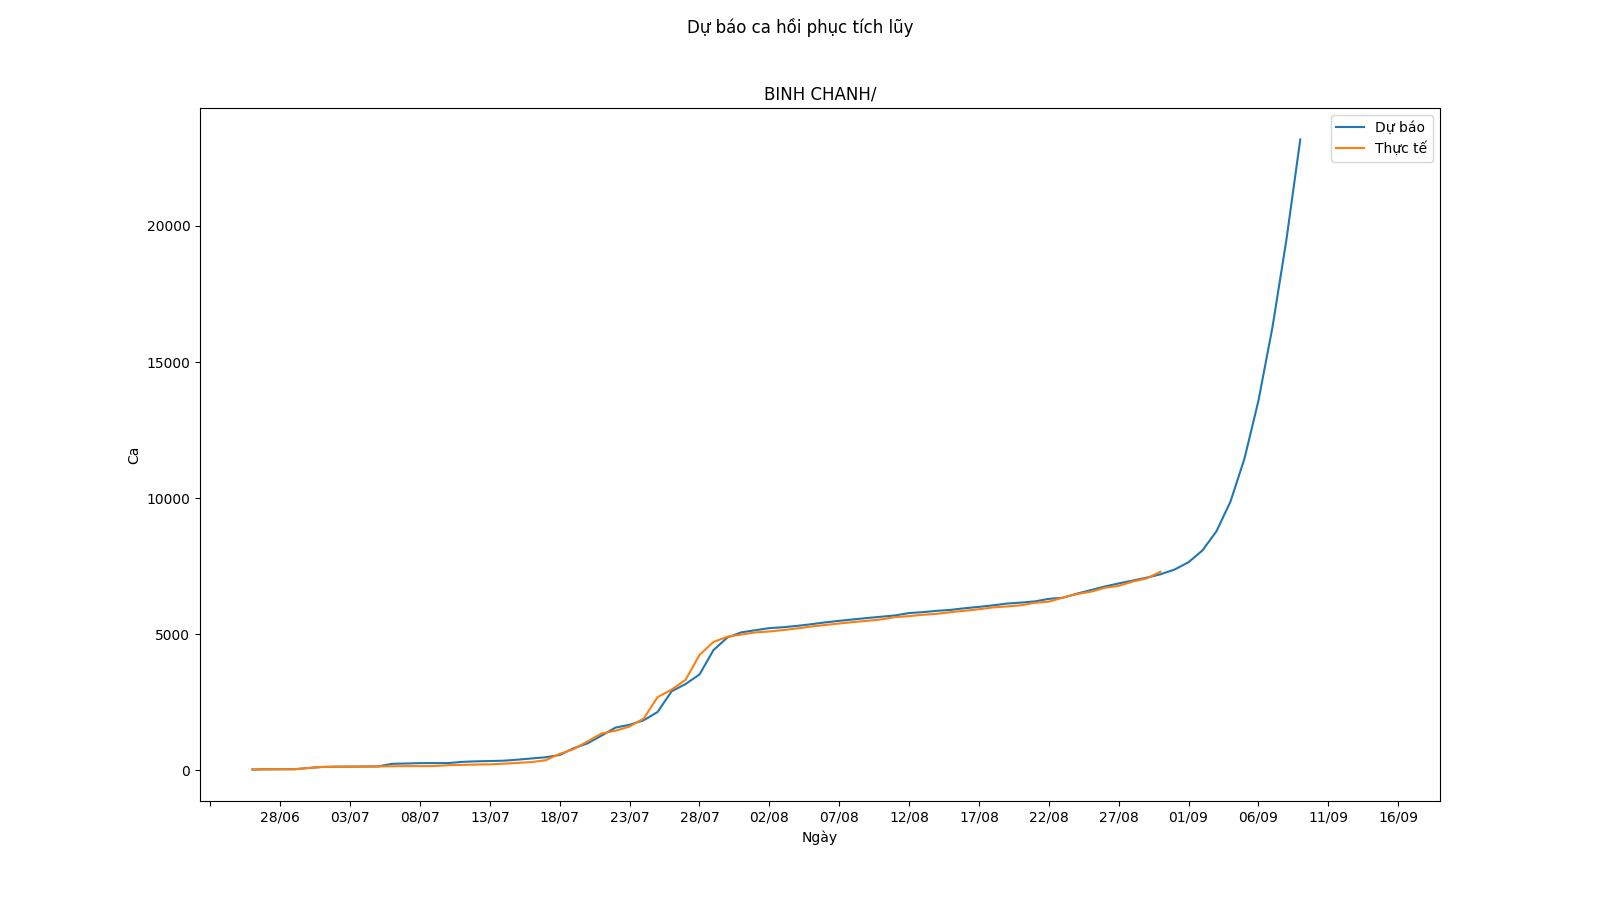 Dự báo ca hồi phục tích lũy
BINH CHANH/
Dự báo
Thực tế
20000
15000
10000
5000
0
Ca
28/06 03/07 08/07 13/07 18/07 23/07 28/07 02/08 07/08 12/08 17/08 22/08 27/08 01/09 06/09 11/09 16/09
Ngày